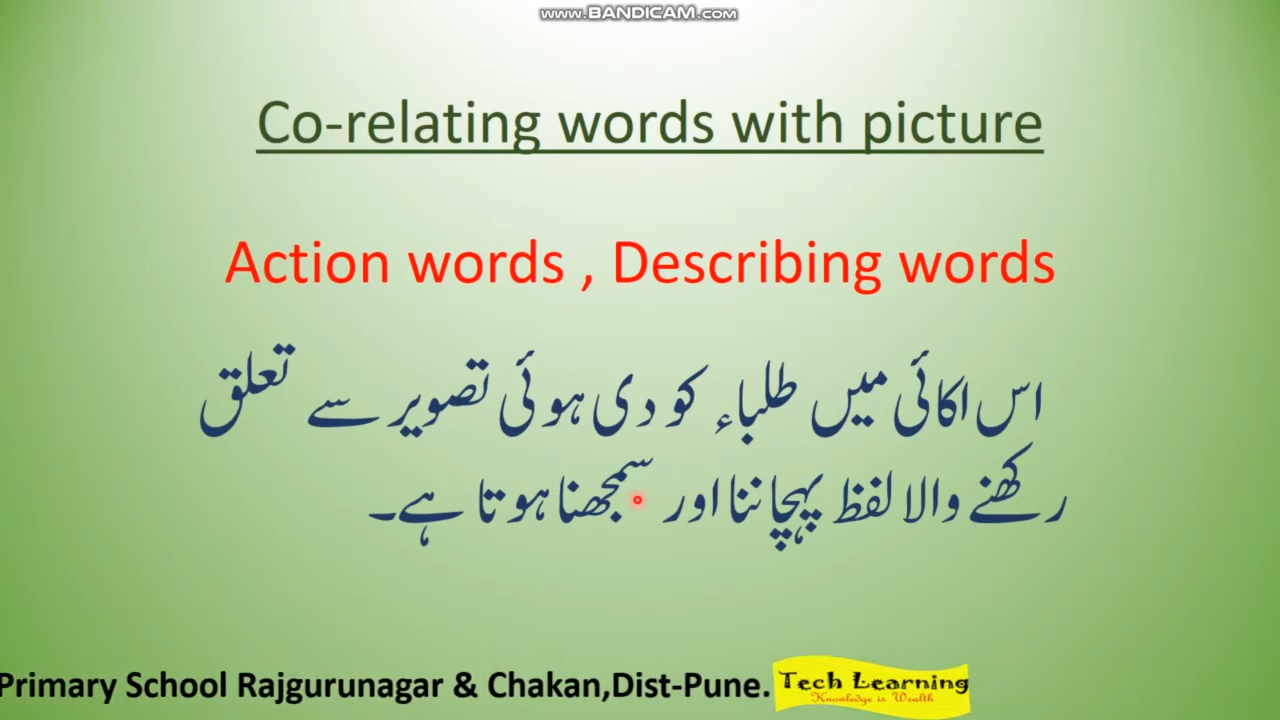 www.BANDICAM.com
Co-relating words with picture
Action words , Describing words
اس اکائی میں طلباء کو دی ہوئی تصویر سے تعلق
رکھنے والا لفظ پہچاننا اور سمجھنا ہوتا ہے۔
Primary School Rajgurunagar & Chakan,Dist-Pune.
Tech Learning
Knowledge is Wealth